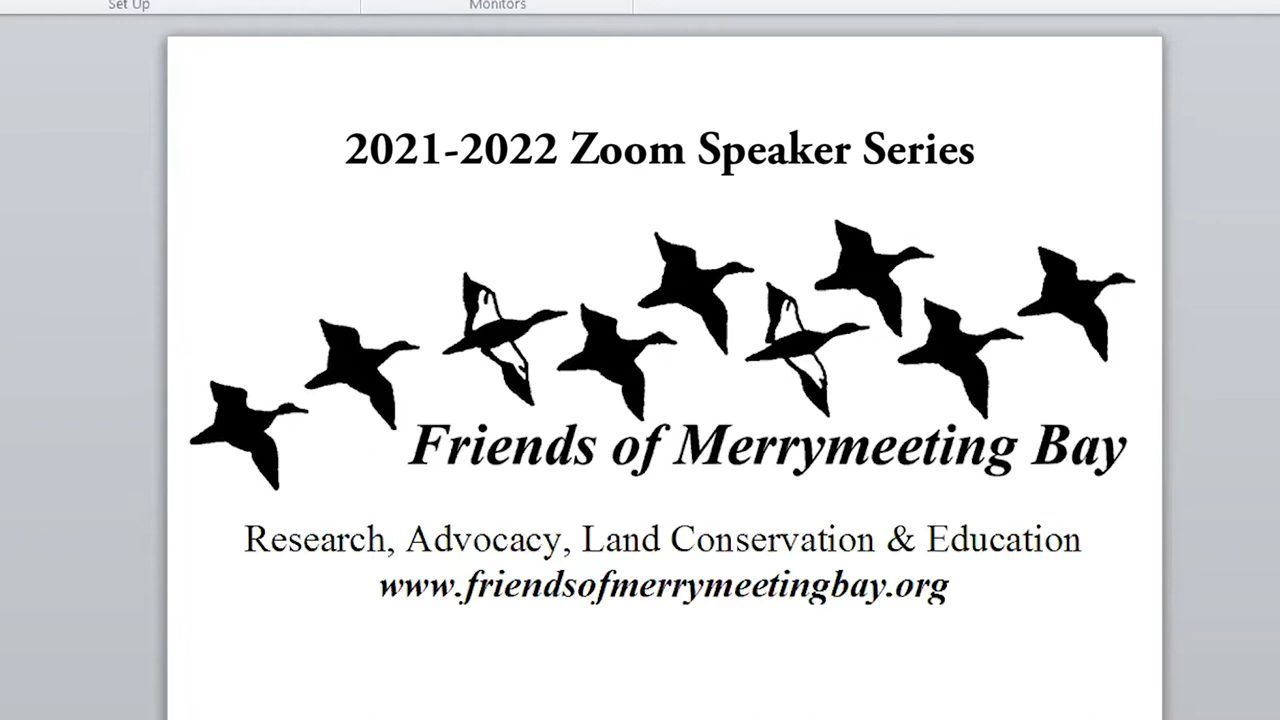 Set Up
Monitors
2021-2022 Zoom Speaker Series
Friends of Merrymeeting Bay
Research, Advocacy, Land Conservation & Education
www.friendsofmerrymeetingbay.org